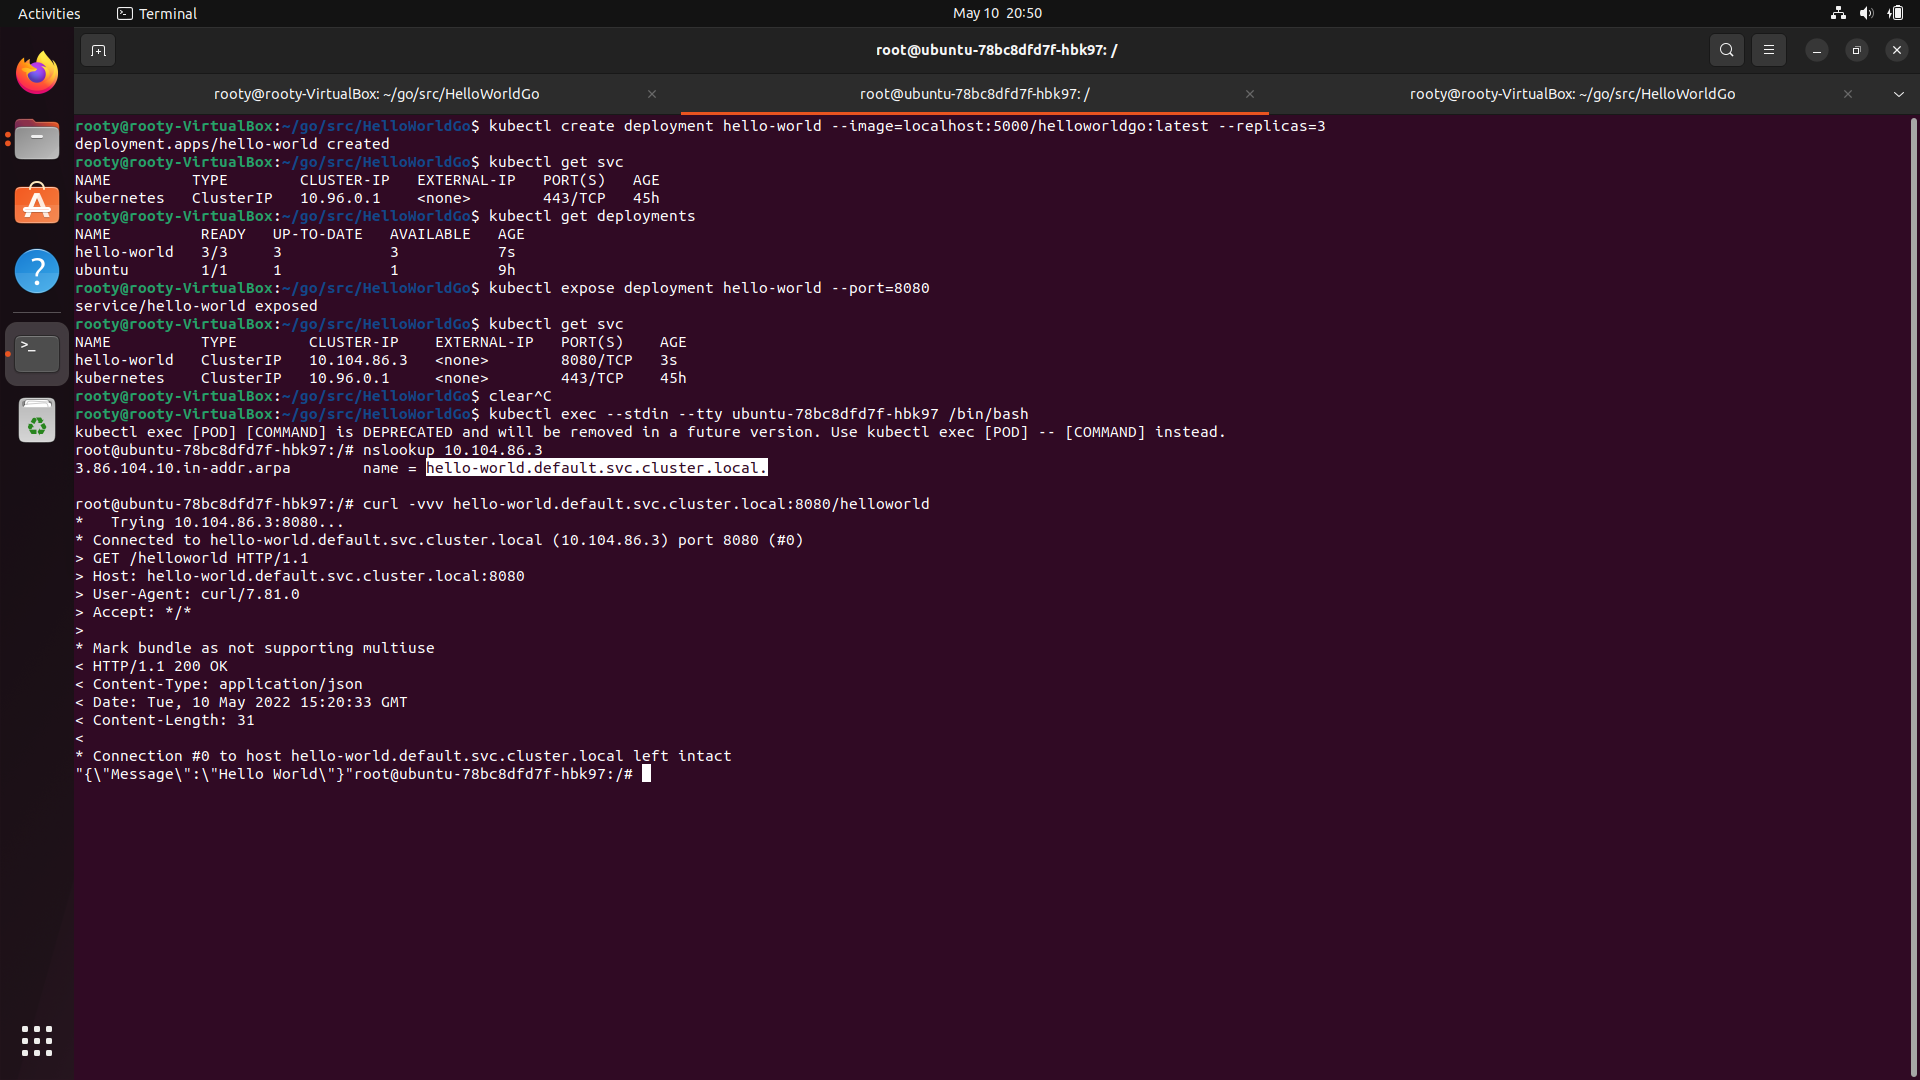 Activities Terminal May 10 20:50
root@ubuntu-78bc8dfd7f-hbk97: /
rooty@rooty-VirtualBox: ~/go/src/HelloWorldGo root@ubuntu-78bc8dfd7f-hbk97: / rooty@rooty-VirtualBox: ~/go/src/HelloWorldGo
rooty@rooty-VirtualBox:~/go/src/HelloWorldGo$ kubectl create deployment hello-world --image=localhost:5000/helloworldgo:latest --replicas=3
deployment.apps/hello-world created
rooty@rooty-VirtualBox:~/go/src/HelloWorldGo$ kubectl get svc
NAME         TYPE        CLUSTER-IP   EXTERNAL-IP   PORT(S)   AGE
kubernetes   ClusterIP   10.96.0.1    <none>        443/TCP   45h
rooty@rooty-VirtualBox:~/go/src/HelloWorldGo$ kubectl get deployments
NAME          READY   UP-TO-DATE   AVAILABLE   AGE
hello-world   3/3     3            3           7s
ubuntu        1/1     1            1           9h
rooty@rooty-VirtualBox:~/go/src/HelloWorldGo$ kubectl expose deployment hello-world --port=8080
service/hello-world exposed
rooty@rooty-VirtualBox:~/go/src/HelloWorldGo$ kubectl get svc
NAME          TYPE        CLUSTER-IP    EXTERNAL-IP   PORT(S)    AGE
hello-world   ClusterIP   10.104.86.3   <none>        8080/TCP   3s
kubernetes    ClusterIP   10.96.0.1     <none>        443/TCP    45h
rooty@rooty-VirtualBox:~/go/src/HelloWorldGo$ clear^C
rooty@rooty-VirtualBox:~/go/src/HelloWorldGo$ kubectl exec --stdin --tty ubuntu-78bc8dfd7f-hbk97 /bin/bash
kubectl exec [POD] [COMMAND] is DEPRECATED and will be removed in a future version. Use kubectl exec [POD] -- [COMMAND] instead.
root@ubuntu-78bc8dfd7f-hbk97:/# nslookup 10.104.86.3
3.86.104.10.in-addr.arpa        name = hello-world.default.svc.cluster.local.
root@ubuntu-78bc8dfd7f-hbk97:/# curl -vvv hello-world.default.svc.cluster.local:8080/helloworld
*   Trying 10.104.86.3:8080...
* Connected to hello-world.default.svc.cluster.local (10.104.86.3) port 8080 (#0)
> GET /helloworld HTTP/1.1
> Host: hello-world.default.svc.cluster.local:8080
> User-Agent: curl/7.81.0
> Accept: */*
>
* Mark bundle as not supporting multiuse
< HTTP/1.1 200 OK
< Content-Type: application/json
< Date: Tue, 10 May 2022 15:20:33 GMT
< Content-Length: 31
<
* Connection #0 to host hello-world.default.svc.cluster.local left intact
"{\"Message\":\"Hello World\"}"root@ubuntu-78bc8dfd7f-hbk97:/#